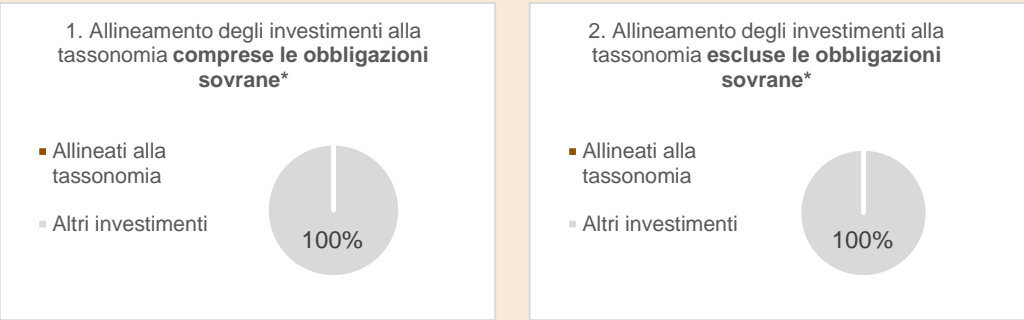 1. Allineamento degli investimenti alla
tassonomia comprese le obbligazioni
sovrane*
Allineati alla
tassonomia
Altri investimenti
100%
2. Allineamento degli investimenti alla
tassonomia escluse le obbligazioni
sovrane*
Allineati alla
tassonomia
Altri investimenti
100%